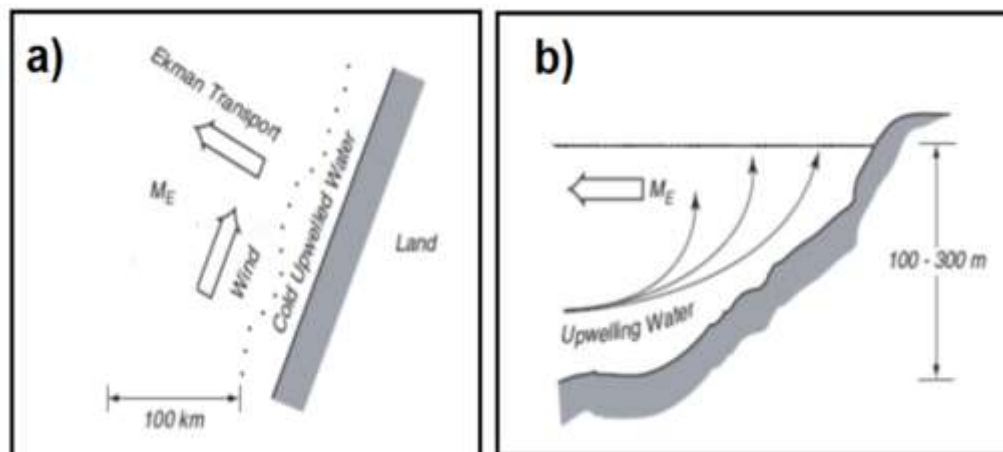 a)
Ekman Transport
M_E
Wind
Cold Upwelled Water
Land
100 km
b)
M_E
100 - 300 m
Upwelling Water